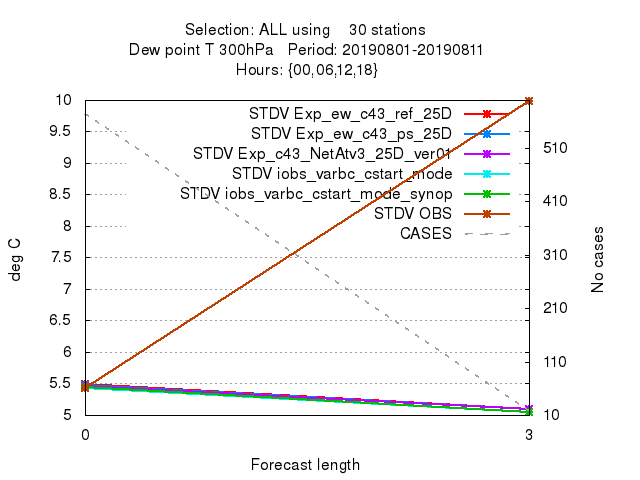 Selection: ALL using 30 stations
Dew point T 300hPa Period: 20190801-20190811
Hours: {00,06,12,18}
STDV Exp_ew_c43_ref_25D
STDV Exp_ew_c43_ps_25D
STDV Exp_c43_NetAtv3_25D_ver01
STDV iobs_varbc_cstart_mode
STDV iobs_varbc_cstart_mode_synop
STDV OBS
CASES
deg C
10
9.5
9
8.5
8
7.5
7
6.5
6
5.5
5
No cases
510
410
310
210
110
10
0
3
Forecast length